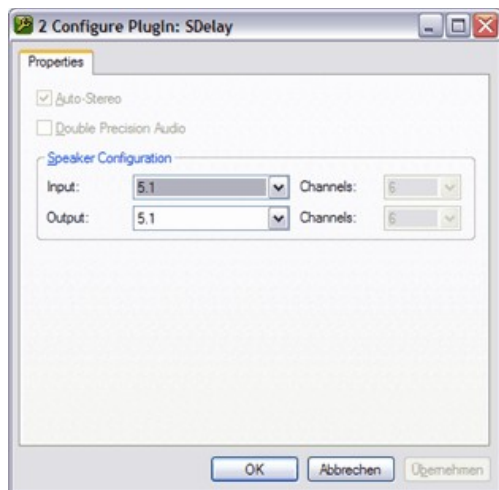 2 Configure PlugIn: SDelay
Properties
Auto-Stereo
Double Precision Audio
Speaker Configuration
Input: 5.1 Channels: 6
Output: 5.1 Channels: 6
OK Abbrechen Übernehmen